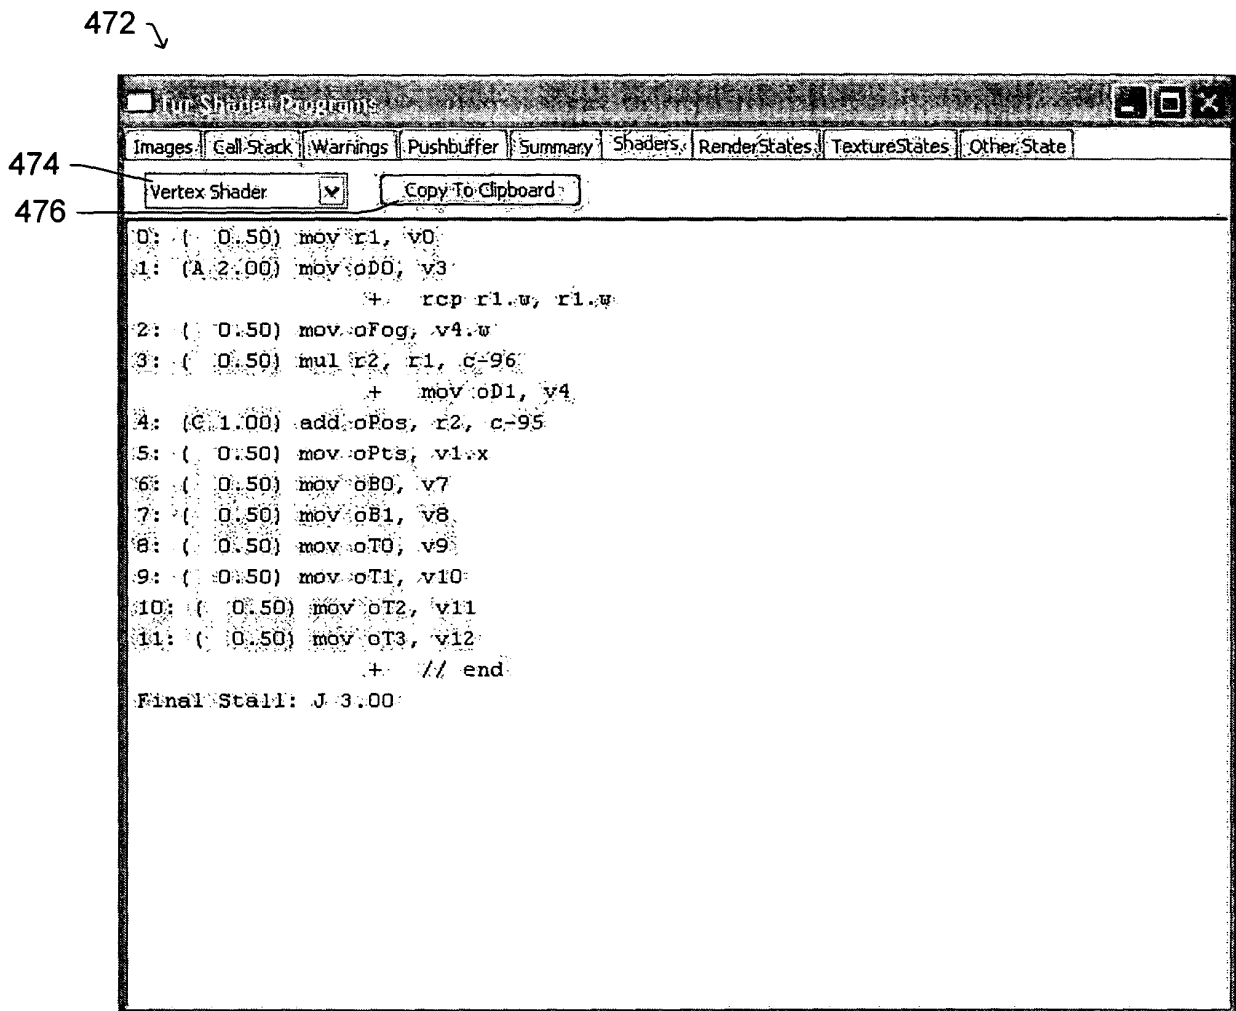 472
Tur Shader Programs
Images Call Stack Warnings Pushbuffer Summary Shaders RenderStates TextureStates Other State
474
Vertex Shader Copy To Clipboard
476
0: ( 0.50) mov r1, v0
1: (A 2.00) mov oD0, v3
+ rcp r1.w, r1.w
2: ( 0.50) mov oFog, v4.w
3: ( 0.50) mul r2, r1, c-96
+ mov oD1, v4
4: (C 1.00) add oPos, r2, c-95
5: ( 0.50) mov oPts, v1.x
6: ( 0.50) mov oB0, v7
7: ( 0.50) mov oB1, v8
8: ( 0.50) mov oT0, v9
9: ( 0.50) mov oT1, v10
10: ( 0.50) mov oT2, v11
11: ( 0.50) mov oT3, v12
+ // end
Final Stall: J 3.00